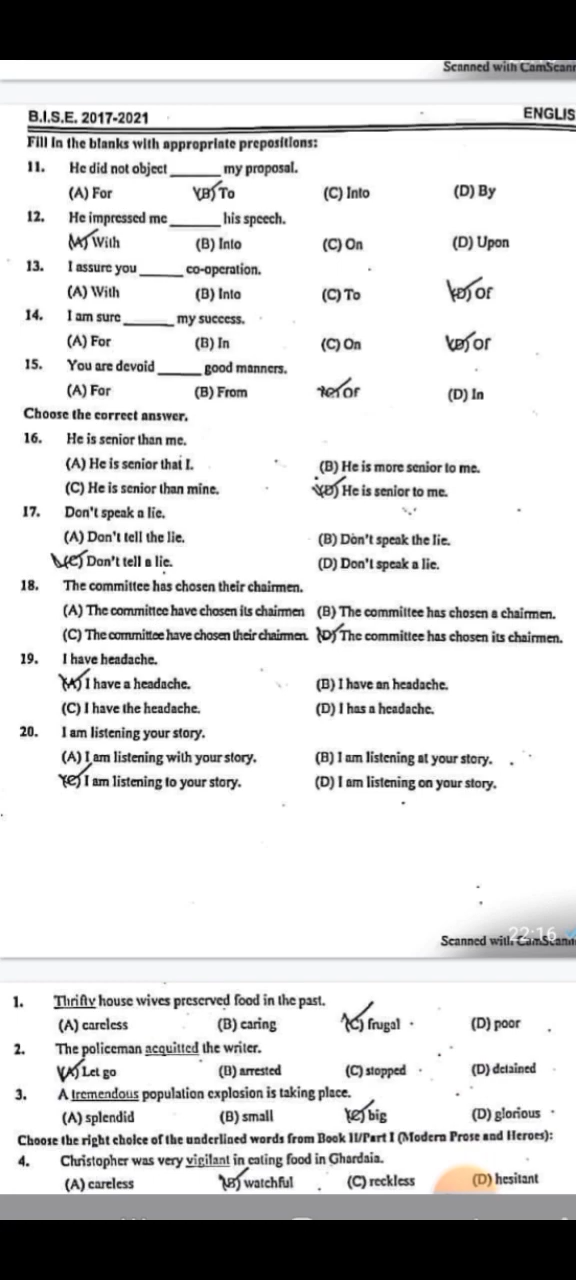 Scanned with CamScann
B.I.S.E. 2017-2021 ENGLIS
Fill in the blanks with appropriate prepositions:
11. He did not object ______ my proposal.
(A) For (B) To (C) Into (D) By
12. He impressed me ______ his speech.
(A) With (B) Into (C) On (D) Upon
13. I assure you ______ co-operation.
(A) With (B) Into (C) To (D) Of
14. I am sure ______ my success.
(A) For (B) In (C) On (D) Of
15. You are devoid ______ good manners.
(A) For (B) From (C) Of (D) In
Choose the correct answer.
16. He is senior than me.
(A) He is senior that I. (B) He is more senior to me.
(C) He is senior than mine. (D) He is senior to me.
17. Don't speak a lie.
(A) Don't tell the lie. (B) Don't speak the lie.
(C) Don't tell a lie. (D) Don't speak a lie.
18. The committee has chosen their chairmen.
(A) The committee have chosen its chairmen (B) The committee has chosen a chairmen.
(C) The committee have chosen their chairmen. (D) The committee has chosen its chairmen.
19. I have headache.
(A) I have a headache. (B) I have an headache.
(C) I have the headache. (D) I has a headache.
20. I am listening your story.
(A) I am listening with your story. (B) I am listening at your story.
(C) I am listening to your story. (D) I am listening on your story.
22:16
Scanned with CamScann
1. Thrifty house wives preserved food in the past.
(A) careless (B) caring (C) frugal (D) poor
2. The policeman acquitted the writer.
(A) Let go (B) arrested (C) stopped (D) detained
3. A tremendous population explosion is taking place.
(A) splendid (B) small (C) big (D) glorious
Choose the right choice of the underlined words from Book II/Part I (Modern Prose and Heroes):
4. Christopher was very vigilant in eating food in Ghardaia.
(A) careless (B) watchful (C) reckless (D) hesitant